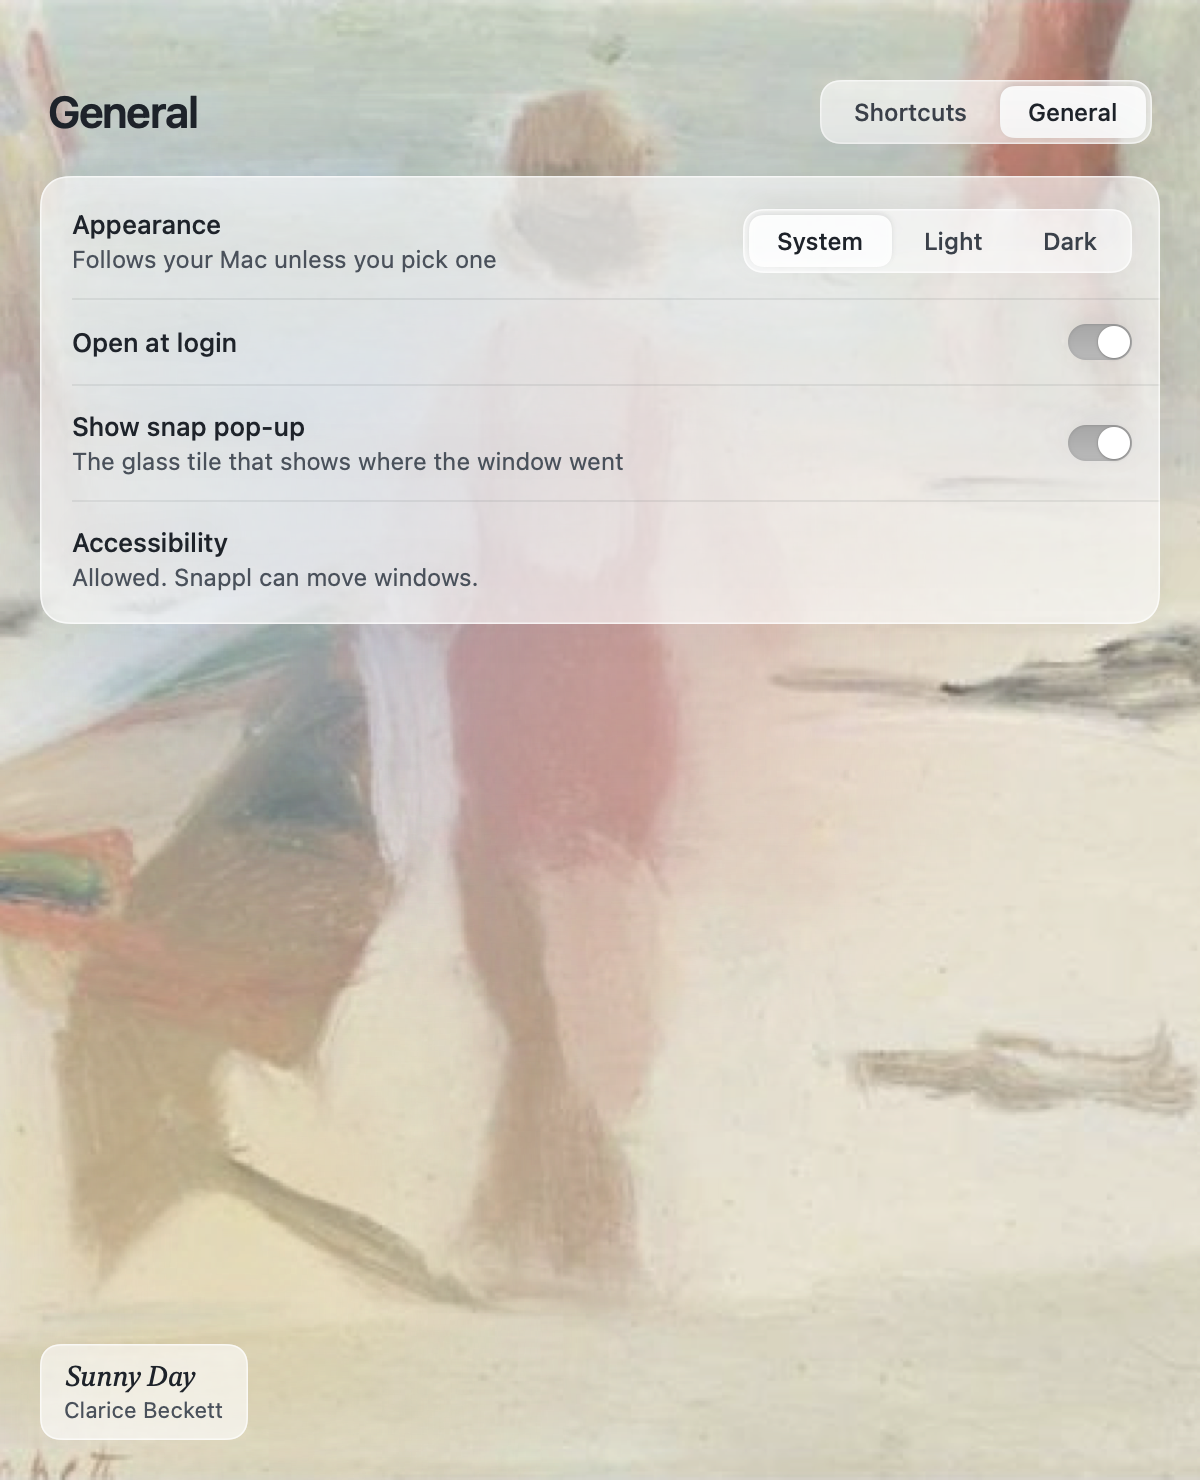 General
Shortcuts
General
Appearance
Follows your Mac unless you pick one
System
Light
Dark
Open at login
Show snap pop-up
The glass tile that shows where the window went
Accessibility
Allowed. Snappl can move windows.
Sunny Day
Clarice Beckett